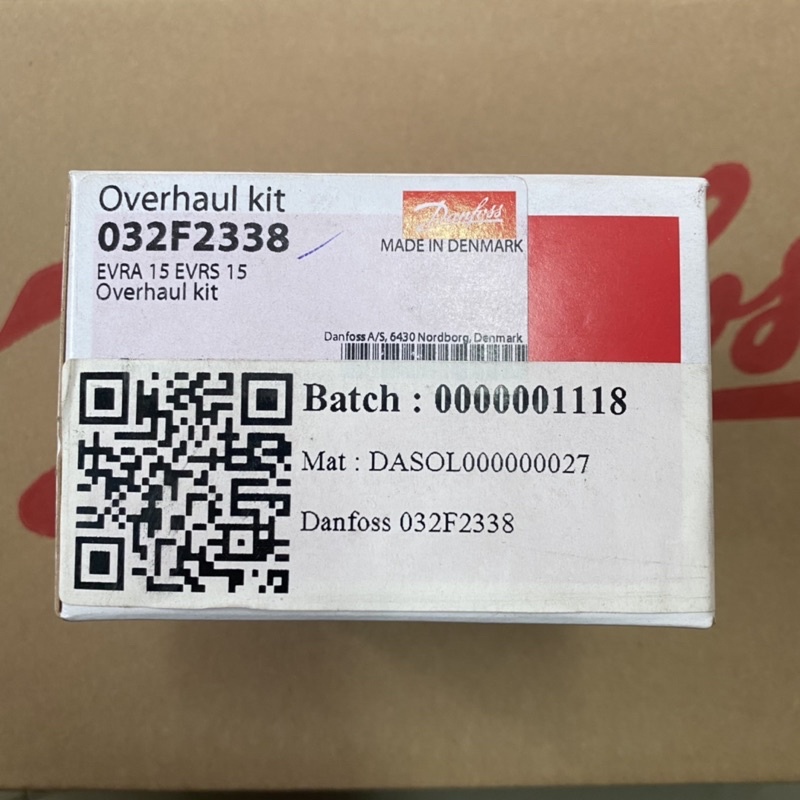 Overhaul kit
Danfoss
032F2338
MADE IN DENMARK
EVRA 15 EVRS 15
Overhaul kit
Danfoss A/S, 6430 Nordborg, Denmark
Batch : 0000001118
Mat : DASOL000000027
Danfoss 032F2338